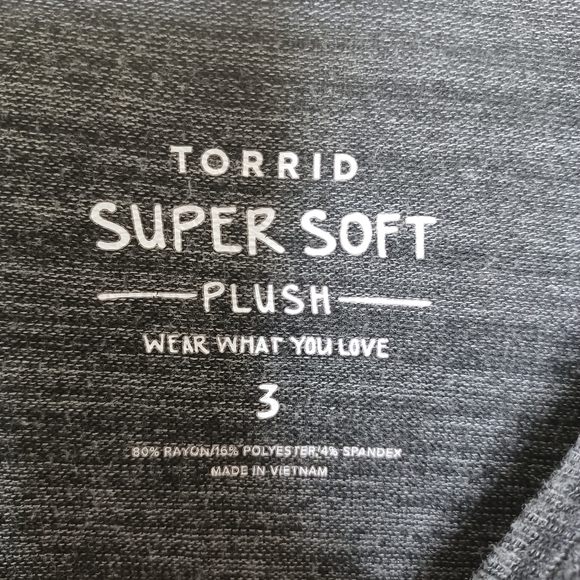 TORRID
SUPER SOFT
PLUSH
WEAR WHAT YOU LOVE
3
80% RAYON/16% POLYESTER/4% SPANDEX
MADE IN VIETNAM